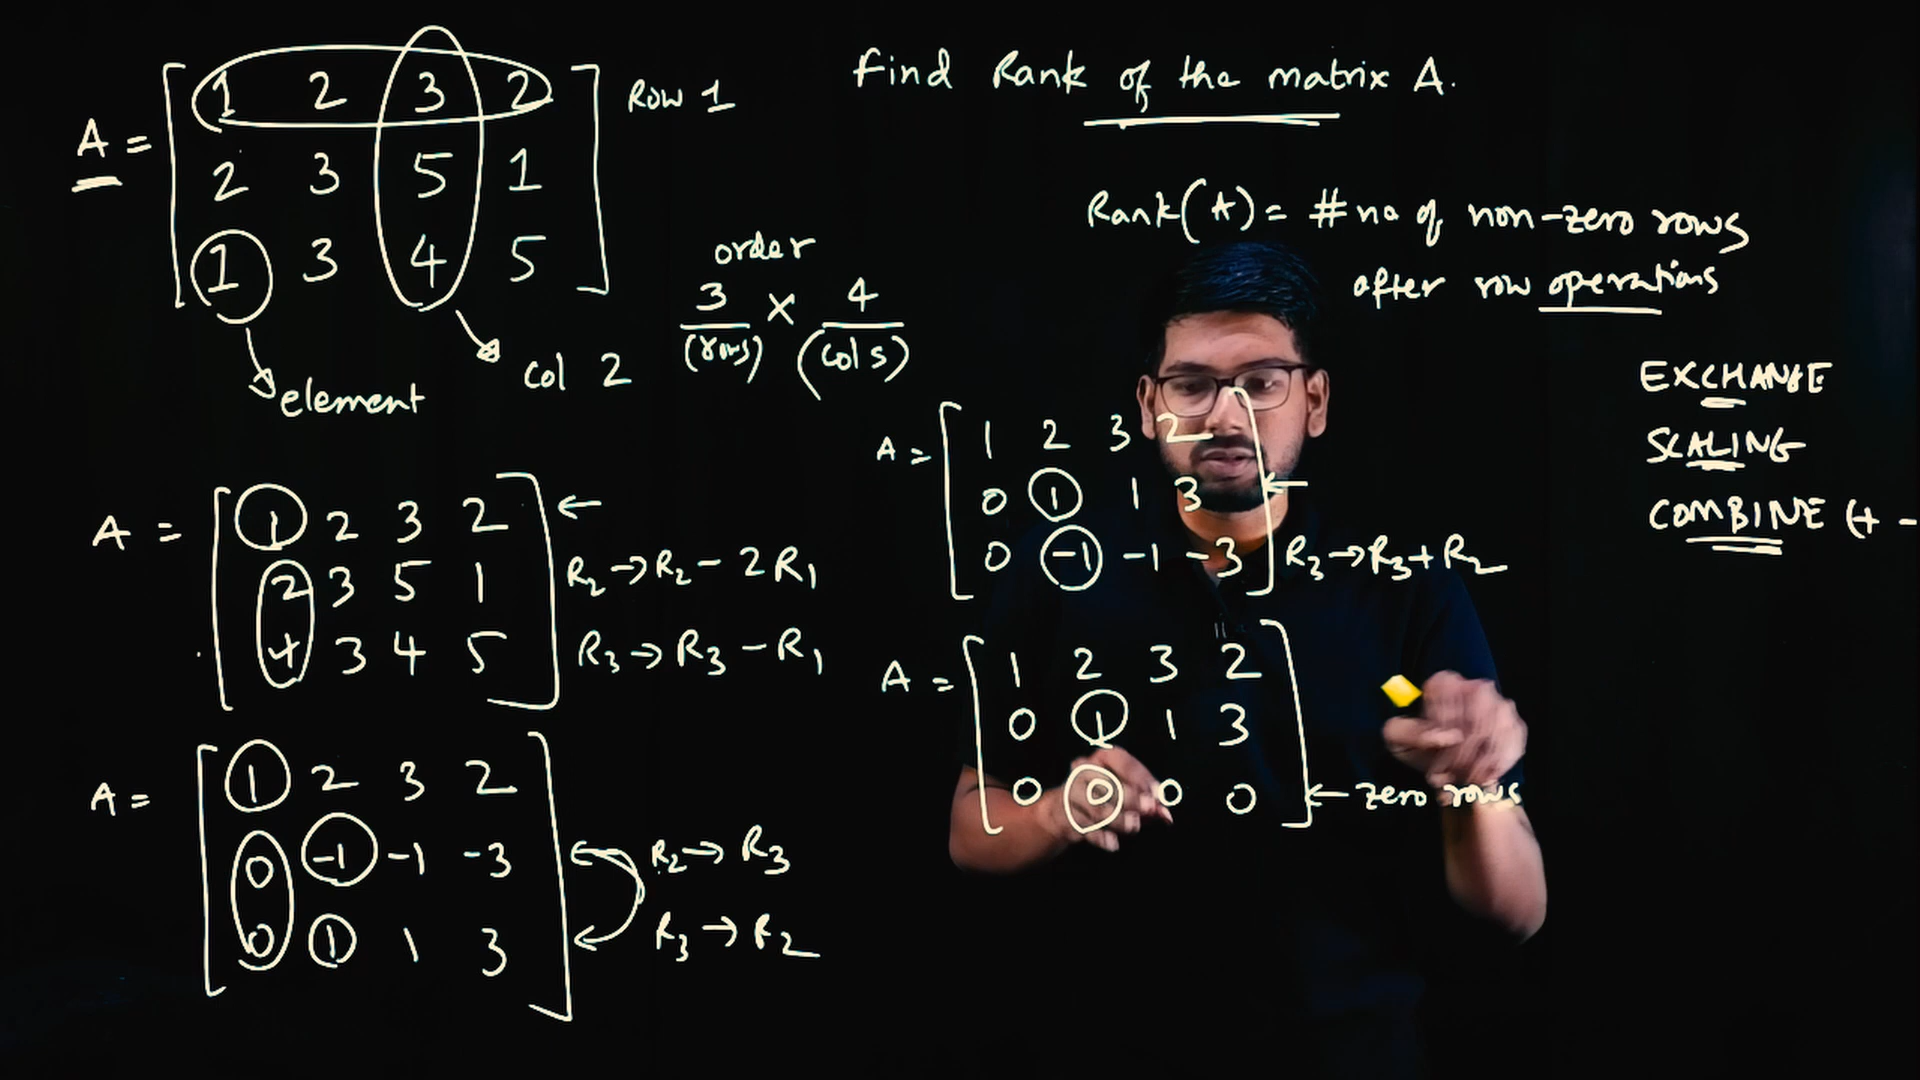 Find Rank of the matrix A.
A = [ 1 2 3 2 ] Row 1
2 3 5 1
1 3 4 5
element
Col 2
order
3 × 4
(rows) (cols)
Rank(A) = # no of non-zero rows
after row operations
EXCHANGE
SCALING
COMBINE (+ -
A = [ 1 2 3 2 ] ←
2 3 5 1 R2 → R2 - 2R1
1 3 4 5 R3 → R3 - R1
A = [ 1 2 3 2 ]
0 -1 -1 -3 R2 → R3
0 1 1 3 R3 → R2
A = [ 1 2 3 2 ]
0 1 1 3 ←
0 -1 -1 -3 R3 → R3 + R2
A = [ 1 2 3 2 ]
0 1 1 3
0 0 0 0 ← zero rows